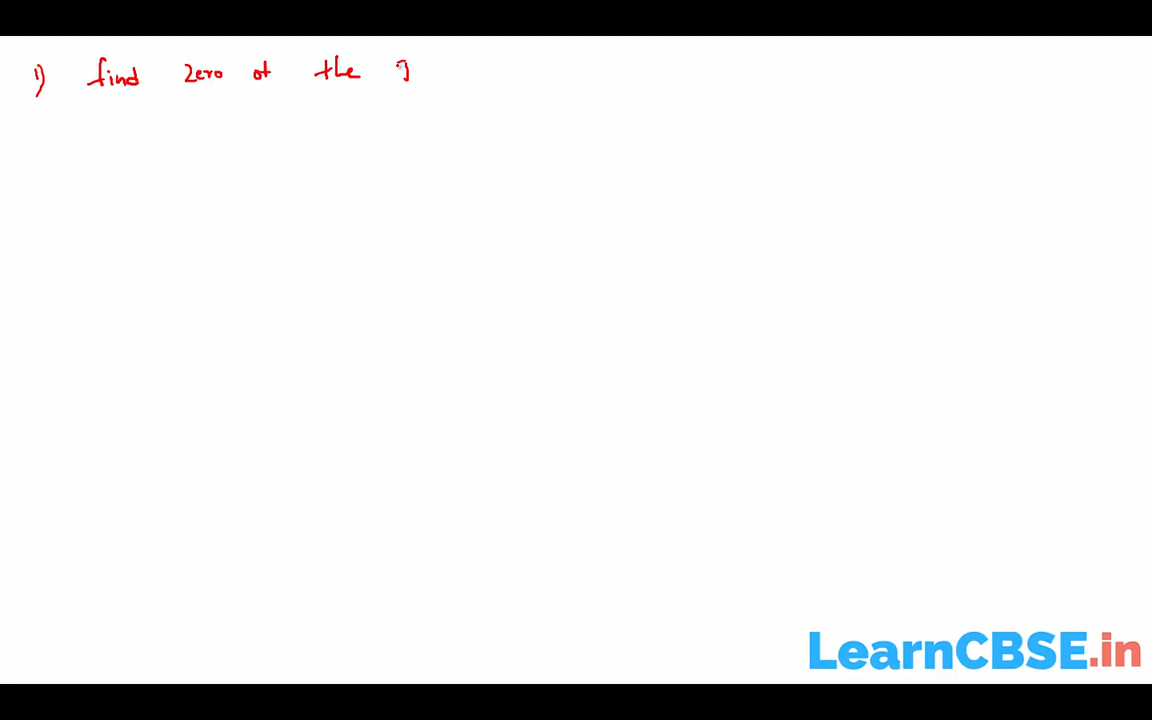 1) find zero of the
LearnCBSE.in